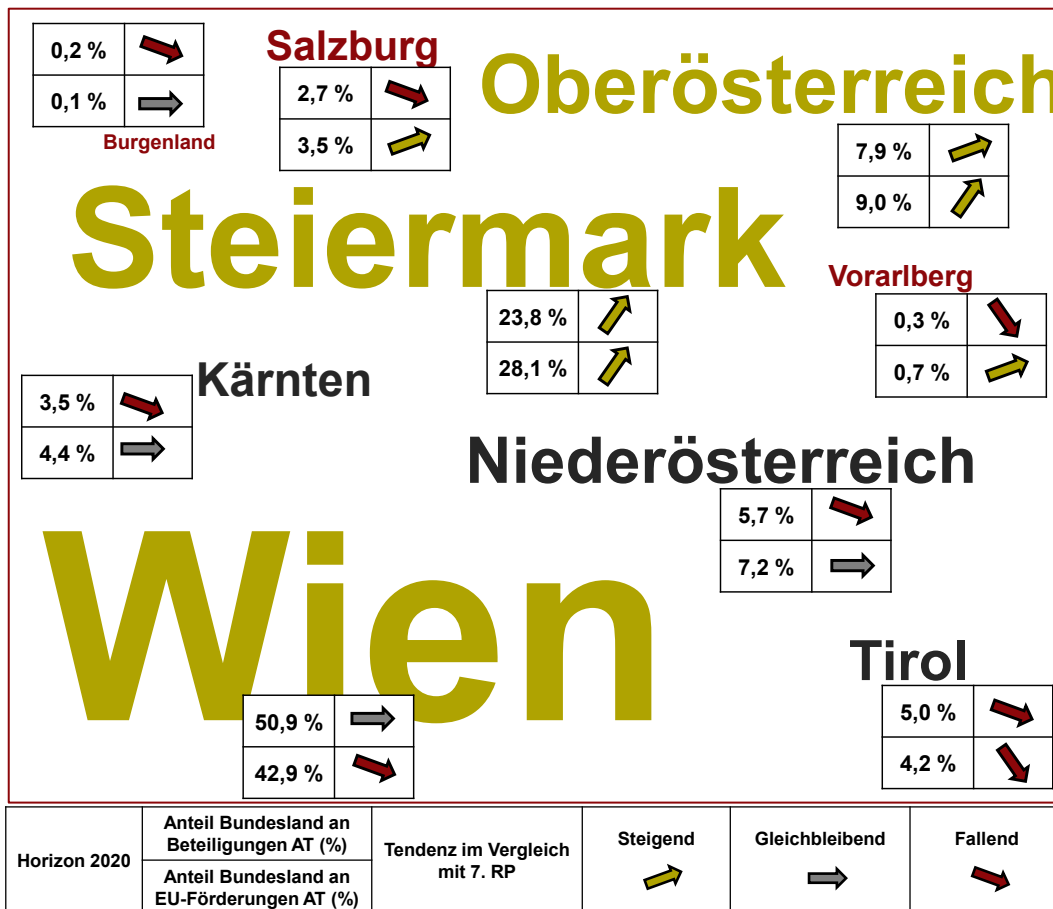 0,2 %
0,1 %
Burgenland
Salzburg
2,7 %
3,5 %
Oberösterreich
7,9 %
9,0 %
Steiermark
23,8 %
28,1 %
Vorarlberg
0,3 %
0,7 %
Kärnten
3,5 %
4,4 %
Niederösterreich
5,7 %
7,2 %
Wien
50,9 %
42,9 %
Tirol
5,0 %
4,2 %
Horizon 2020
Anteil Bundesland an
Beteiligungen AT (%)
Anteil Bundesland an
EU-Förderungen AT (%)
Tendenz im Vergleich
mit 7. RP
Steigend
Gleichbleibend
Fallend